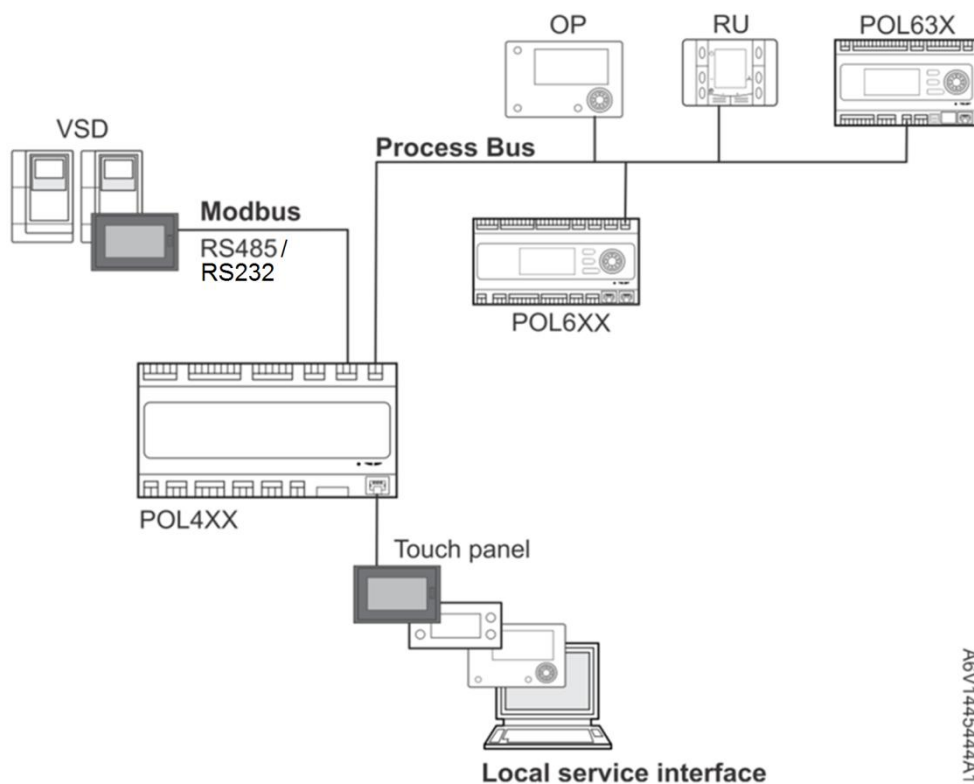 OP
RU
POL63X
VSD
Process Bus
Modbus
RS485/
RS232
POL6XX
POL4XX
Touch panel
Local service interface